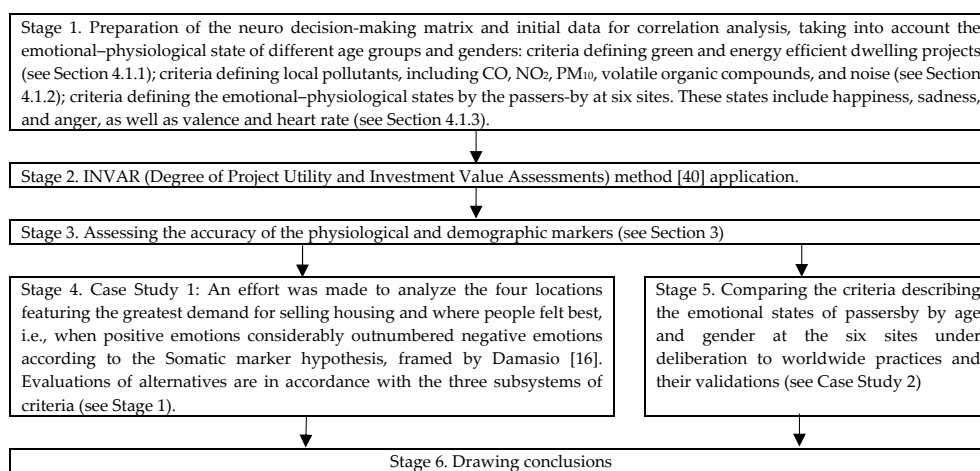 Stage 1. Preparation of the neuro decision-making matrix and initial data for correlation analysis, taking into account the
emotional–physiological state of different age groups and genders: criteria defining green and energy efficient dwelling projects
(see Section 4.1.1); criteria defining local pollutants, including CO, NO₂, PM₁₀, volatile organic compounds, and noise (see Section
4.1.2); criteria defining the emotional–physiological states by the passers-by at six sites. These states include happiness, sadness,
and anger, as well as valence and heart rate (see Section 4.1.3).
Stage 2. INVAR (Degree of Project Utility and Investment Value Assessments) method [40] application.
Stage 3. Assessing the accuracy of the physiological and demographic markers (see Section 3)
Stage 4. Case Study 1: An effort was made to analyze the four locations
featuring the greatest demand for selling housing and where people felt best,
i.e., when positive emotions considerably outnumbered negative emotions
according to the Somatic marker hypothesis, framed by Damasio [16].
Evaluations of alternatives are in accordance with the three subsystems of
criteria (see Stage 1).
Stage 5. Comparing the criteria describing
the emotional states of passersby by age
and gender at the six sites under
deliberation to worldwide practices and
their validations (see Case Study 2)
Stage 6. Drawing conclusions